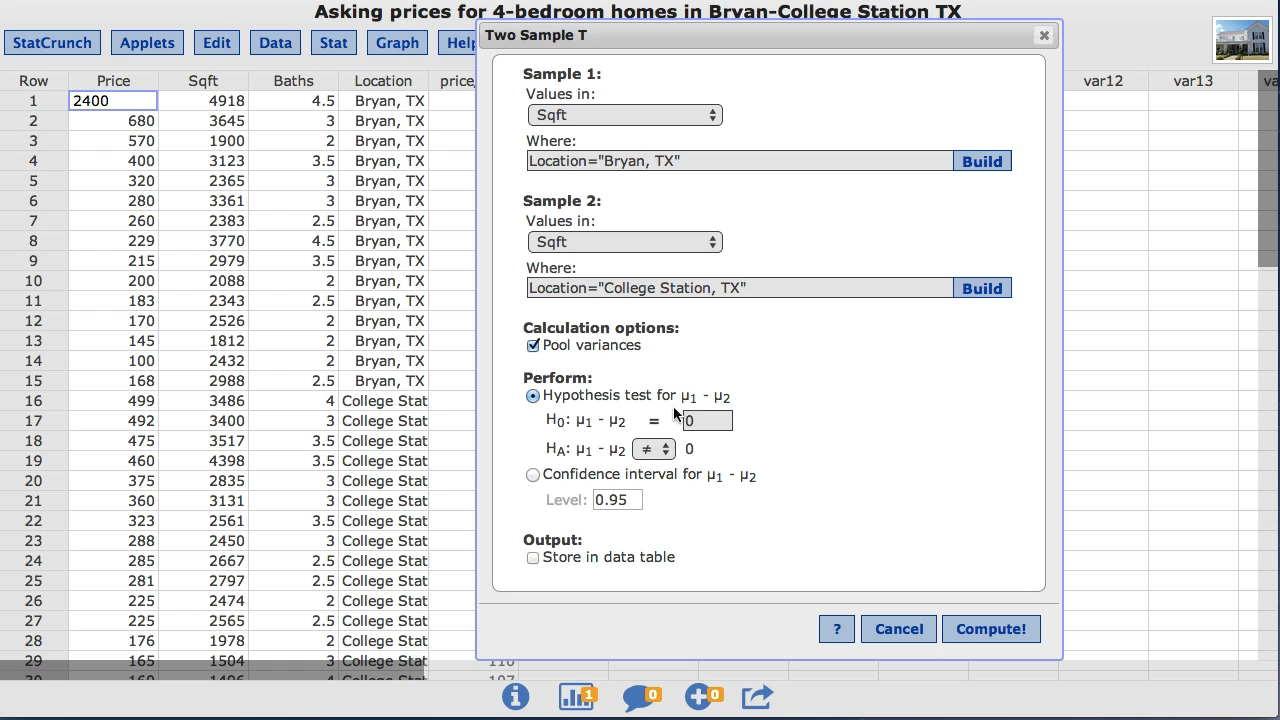 Asking prices for 4-bedroom homes in Bryan-College Station TX
StatCrunch Applets Edit Data Stat Graph Help
Row Price Sqft Baths Location price_ var12 var13 va
1 2400 4918 4.5 Bryan, TX
2 680 3645 3 Bryan, TX
3 570 1900 2 Bryan, TX
4 400 3123 3.5 Bryan, TX
5 320 2365 3 Bryan, TX
6 280 3361 3 Bryan, TX
7 260 2383 2.5 Bryan, TX
8 229 3770 4.5 Bryan, TX
9 215 2979 3.5 Bryan, TX
10 200 2088 2 Bryan, TX
11 183 2343 2.5 Bryan, TX
12 170 2526 2 Bryan, TX
13 145 1812 2 Bryan, TX
14 100 2432 2 Bryan, TX
15 168 2988 2.5 Bryan, TX
16 499 3486 4 College Stat
17 492 3400 3 College Stat
18 475 3517 3.5 College Stat
19 460 4398 3.5 College Stat
20 375 2835 3 College Stat
21 360 3131 3 College Stat
22 323 2561 3.5 College Stat
23 288 2450 3 College Stat
24 285 2667 2.5 College Stat
25 281 2797 2.5 College Stat
26 225 2474 2 College Stat
27 225 2565 2.5 College Stat
28 176 1978 2 College Stat
29 165 1504 3 College Stat
Two Sample T
Sample 1:
Values in:
Sqft
Where:
Location="Bryan, TX" Build
Sample 2:
Values in:
Sqft
Where:
Location="College Station, TX" Build
Calculation options:
Pool variances
Perform:
Hypothesis test for μ1 - μ2
H0: μ1 - μ2 = 0
HA: μ1 - μ2 ≠ 0
Confidence interval for μ1 - μ2
Level: 0.95
Output:
Store in data table
? Cancel Compute!
1 0 0